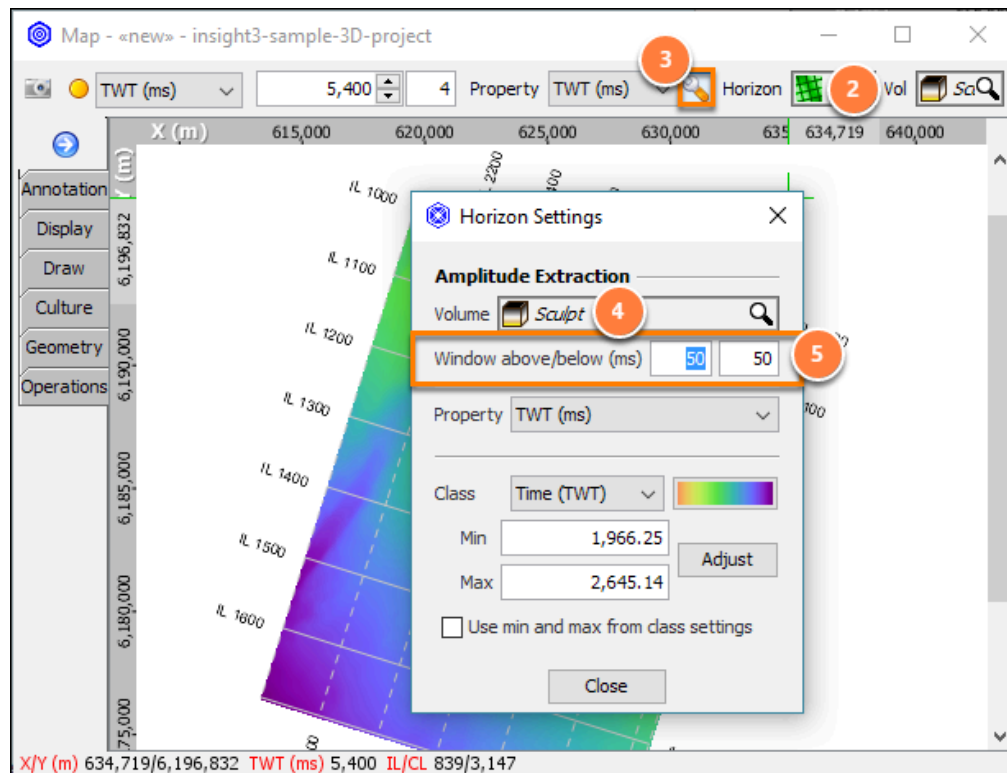 Map - «new» - insight3-sample-3D-project
3
TWT (ms) 5,400 4 Property TWT (ms) Horizon 2 Vol Sc
X (m) 615,000 620,000 625,000 630,000 635 634,719 640,000
Y (m)
6,196,832
6,190,000
6,185,000
6,180,000
75,000
Annotation
Display
Draw
Culture
Geometry
Operations
2200
400
IL 1000
IL 1100
IL 1200
IL 1300
IL 1400
IL 1500
IL 1600
Horizon Settings
Amplitude Extraction
Volume Sculpt 4
Window above/below (ms) 50 50 5
Property TWT (ms)
Class Time (TWT)
Min 1,966.25
Adjust
Max 2,645.14
Use min and max from class settings
Close
X/Y (m) 634,719/6,196,832 TWT (ms) 5,400 IL/CL 839/3,147